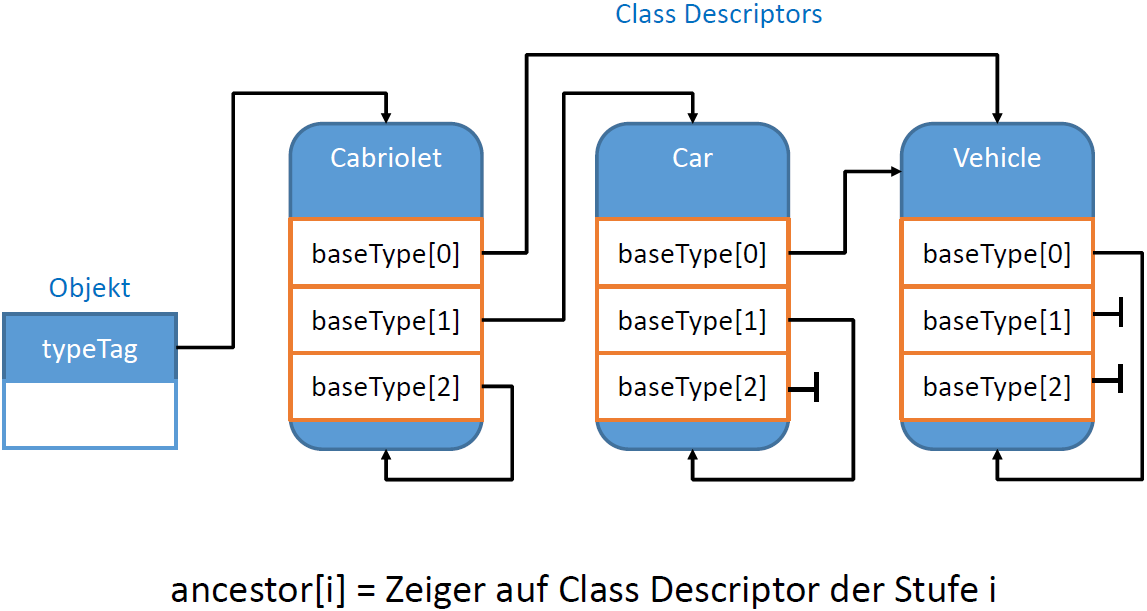 Class Descriptors
Cabriolet
baseType[0]
baseType[1]
baseType[2]
Car
baseType[0]
baseType[1]
baseType[2]
Vehicle
baseType[0]
baseType[1]
baseType[2]
Objekt
typeTag
ancestor[i] = Zeiger auf Class Descriptor der Stufe i